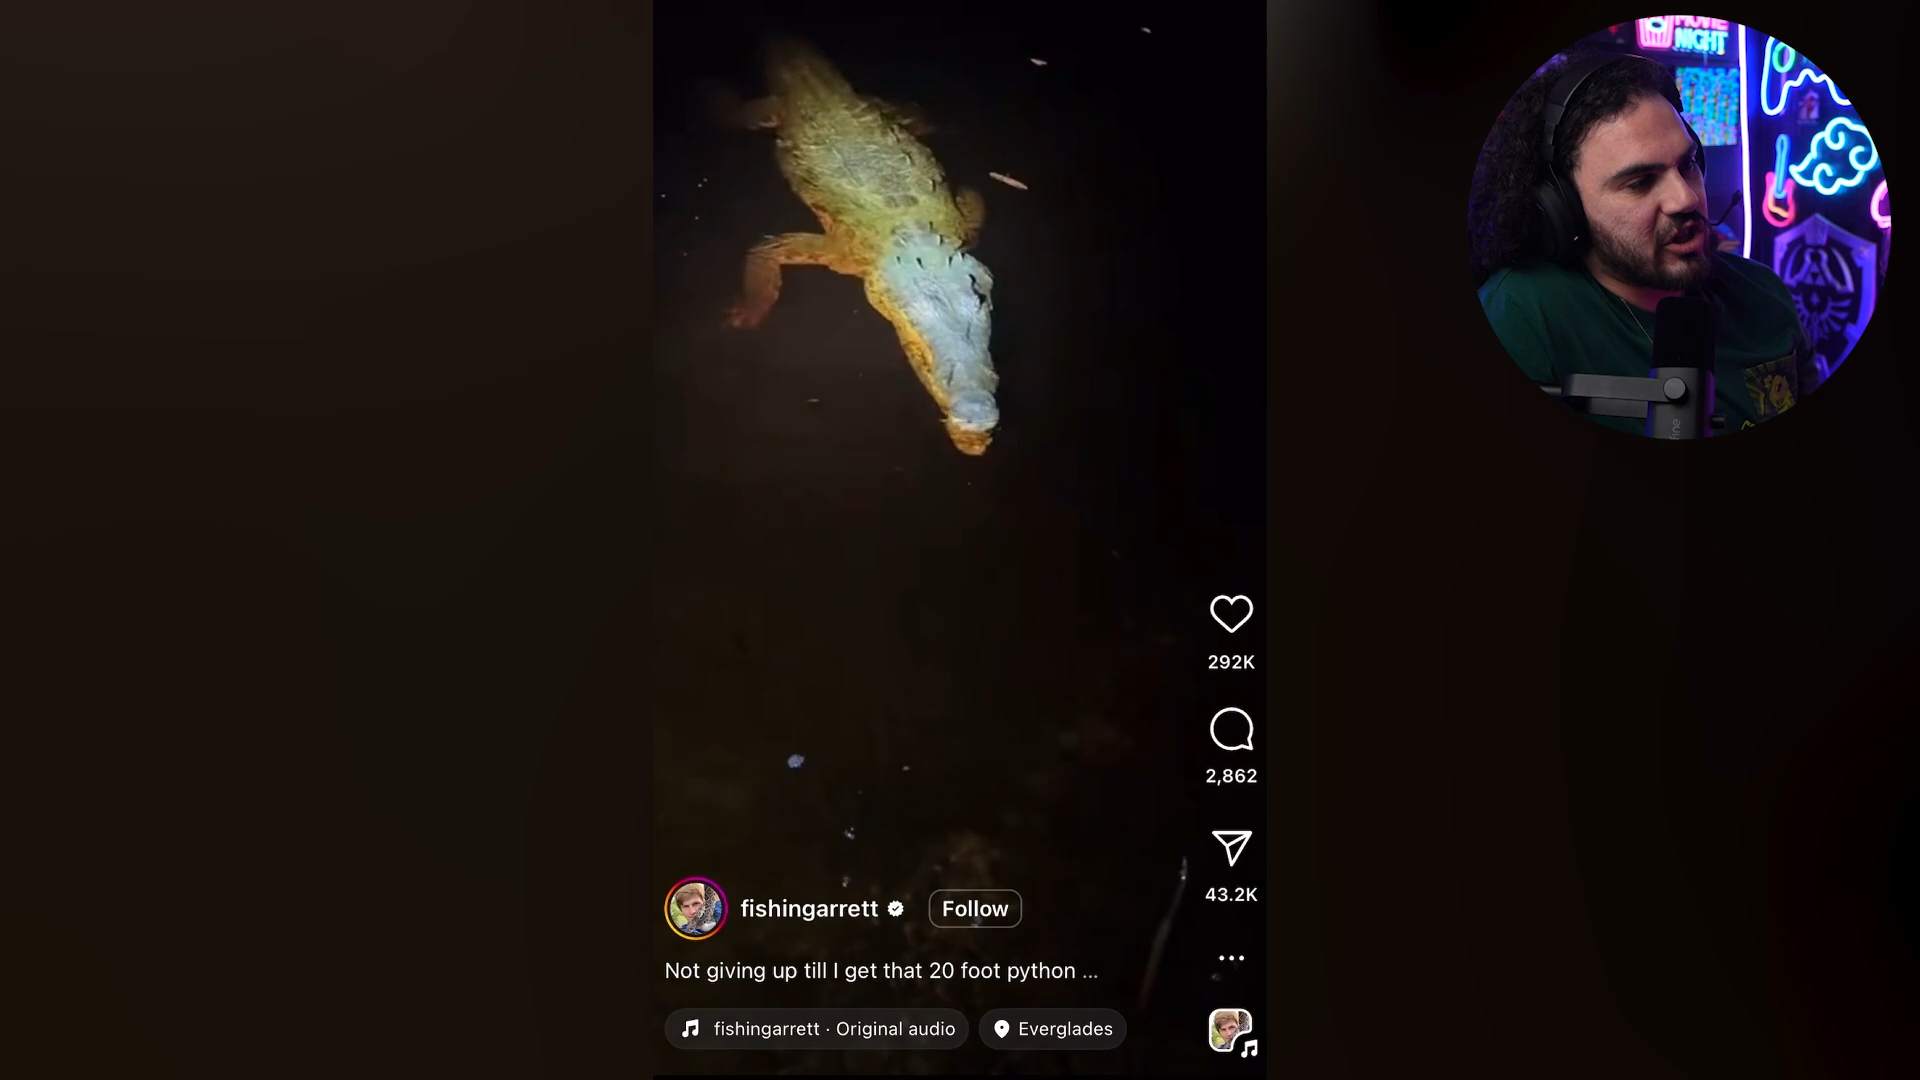 MOVIE
NIGHT
292K
2,862
43.2K
fishingarrett
Follow
Not giving up till I get that 20 foot python ...
fishingarrett · Original audio
Everglades
fine